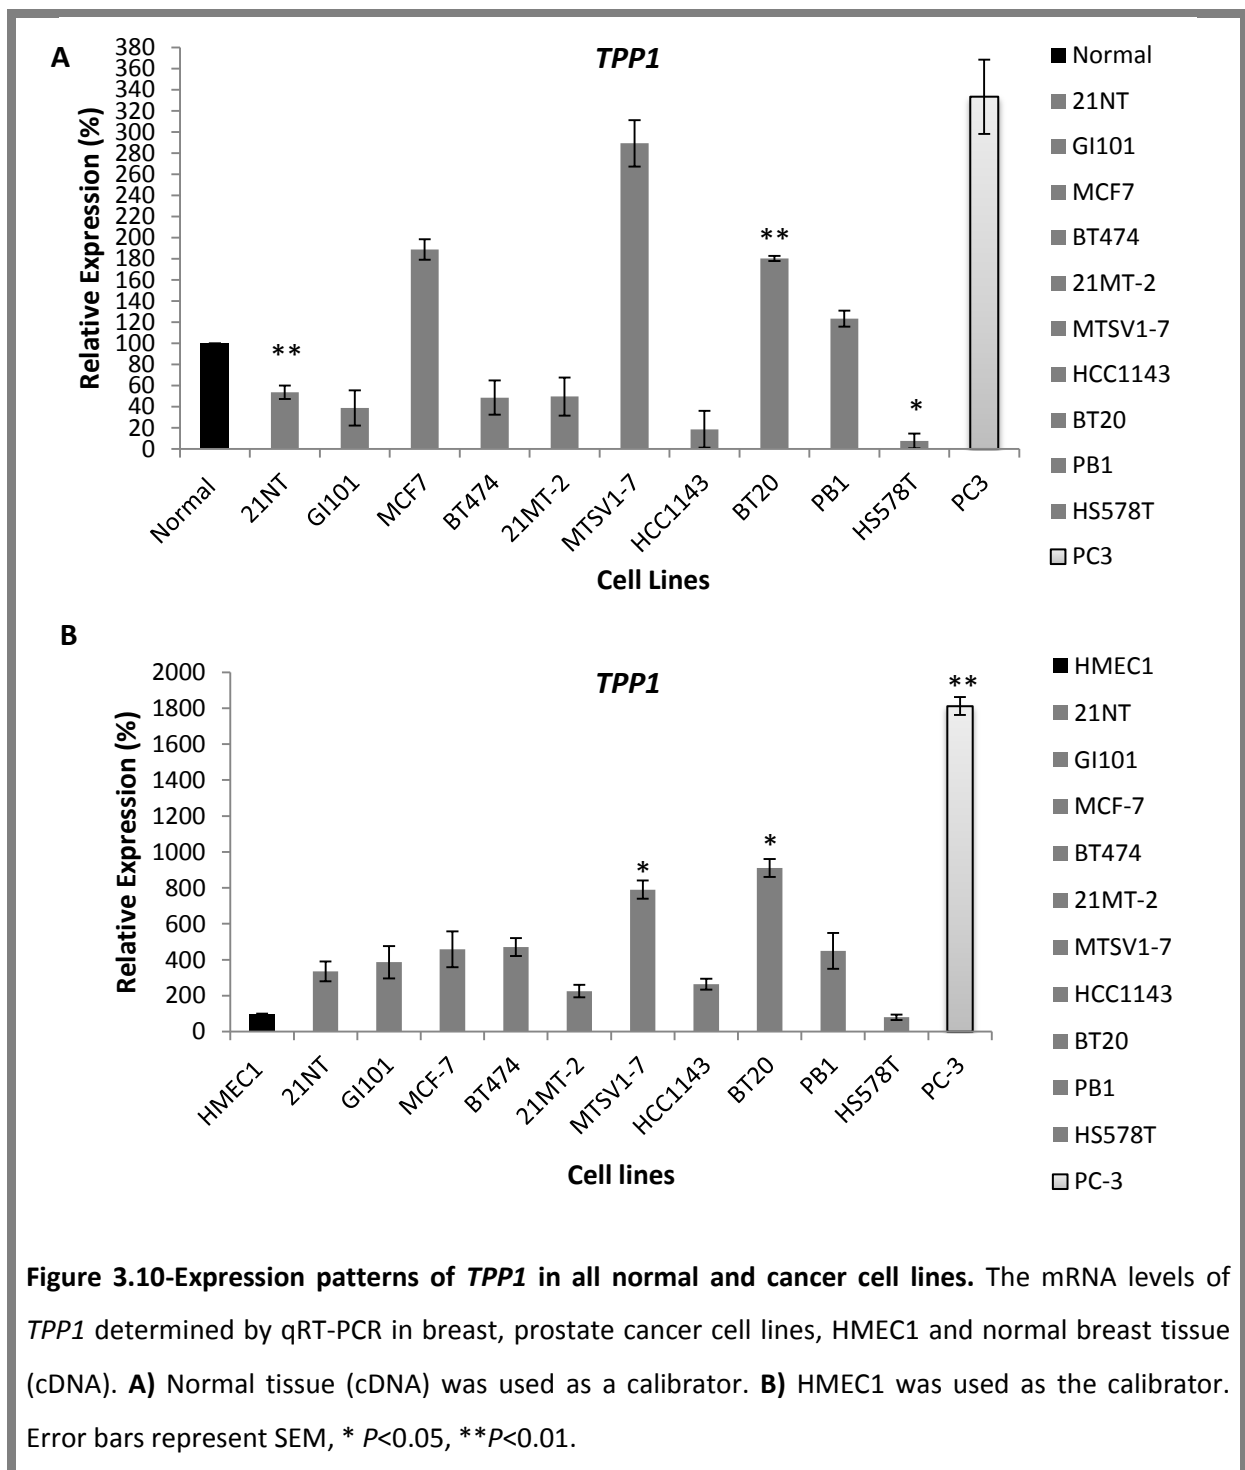 A
TPP1
Relative Expression (%)
380
360
340
320
300
280
260
240
220
200
180
160
140
120
100
80
60
40
20
0
**
**
*
Normal
21NT
GI101
MCF7
BT474
21MT-2
MTSV1-7
HCC1143
BT20
PB1
HS578T
PC3
Cell Lines
Normal
21NT
GI101
MCF7
BT474
21MT-2
MTSV1-7
HCC1143
BT20
PB1
HS578T
PC3
B
TPP1
Relative Expression (%)
2000
1800
1600
1400
1200
1000
800
600
400
200
0
*
*
**
HMEC1
21NT
GI101
MCF-7
BT474
21MT-2
MTSV1-7
HCC1143
BT20
PB1
HS578T
PC-3
Cell lines
HMEC1
21NT
GI101
MCF-7
BT474
21MT-2
MTSV1-7
HCC1143
BT20
PB1
HS578T
PC-3
Figure 3.10-Expression patterns of TPP1 in all normal and cancer cell lines. The mRNA levels of
TPP1 determined by qRT-PCR in breast, prostate cancer cell lines, HMEC1 and normal breast tissue
(cDNA). A) Normal tissue (cDNA) was used as a calibrator. B) HMEC1 was used as the calibrator.
Error bars represent SEM, * P<0.05, **P<0.01.